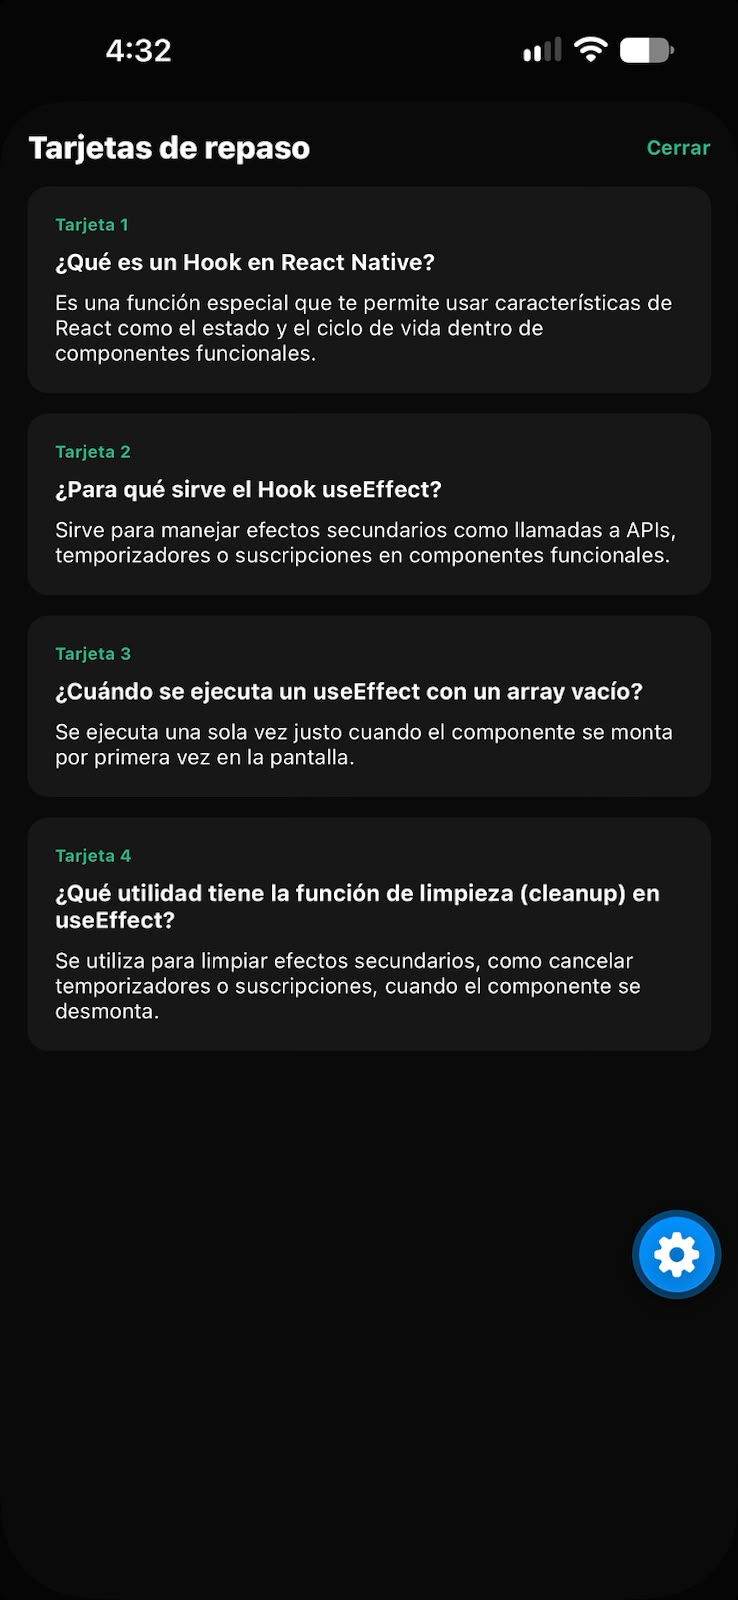 4:32
Tarjetas de repaso
Cerrar
Tarjeta 1
¿Qué es un Hook en React Native?
Es una función especial que te permite usar características de
React como el estado y el ciclo de vida dentro de
componentes funcionales.
Tarjeta 2
¿Para qué sirve el Hook useEffect?
Sirve para manejar efectos secundarios como llamadas a APIs,
temporizadores o suscripciones en componentes funcionales.
Tarjeta 3
¿Cuándo se ejecuta un useEffect con un array vacío?
Se ejecuta una sola vez justo cuando el componente se monta
por primera vez en la pantalla.
Tarjeta 4
¿Qué utilidad tiene la función de limpieza (cleanup) en
useEffect?
Se utiliza para limpiar efectos secundarios, como cancelar
temporizadores o suscripciones, cuando el componente se
desmonta.